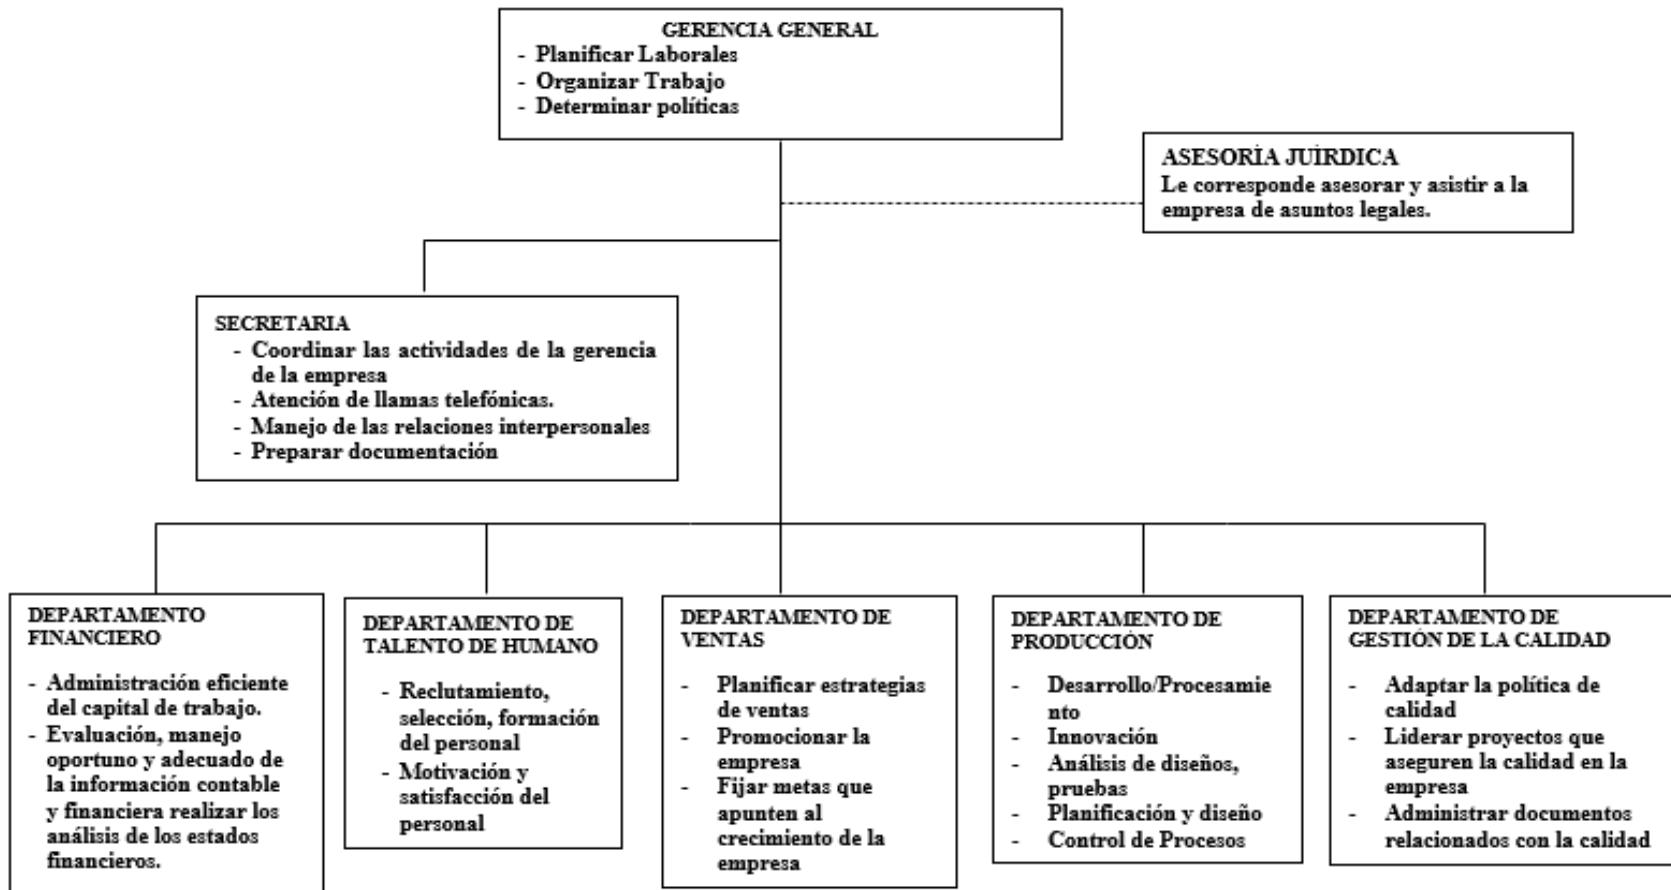 GERENCIA GENERAL
- Planificar Laborales
- Organizar Trabajo
- Determinar políticas
ASESORÍA JUÍRDICA
Le corresponde asesorar y asistir a la
empresa de asuntos legales.
SECRETARIA
- Coordinar las actividades de la gerencia
de la empresa
- Atención de llamas telefónicas.
- Manejo de las relaciones interpersonales
- Preparar documentación
DEPARTAMENTO
FINANCIERO
- Administración eficiente
del capital de trabajo.
- Evaluación, manejo
oportuno y adecuado de
la información contable
y financiera realizar los
análisis de los estados
financieros.
DEPARTAMENTO DE
TALENTO DE HUMANO
- Reclutamiento,
selección, formación
del personal
- Motivación y
satisfacción del
personal
DEPARTAMENTO DE
VENTAS
- Planificar estrategias
de ventas
- Promocionar la
empresa
- Fijar metas que
apunten al
crecimiento de la
empresa
DEPARTAMENTO DE
PRODUCCIÓN
- Desarrollo/Procesamie
nto
- Innovación
- Análisis de diseños,
pruebas
- Planificación y diseño
- Control de Procesos
DEPARTAMENTO DE
GESTIÓN DE LA CALIDAD
- Adaptar la política de
calidad
- Liderar proyectos que
aseguren la calidad en la
empresa
- Administrar documentos
relacionados con la calidad